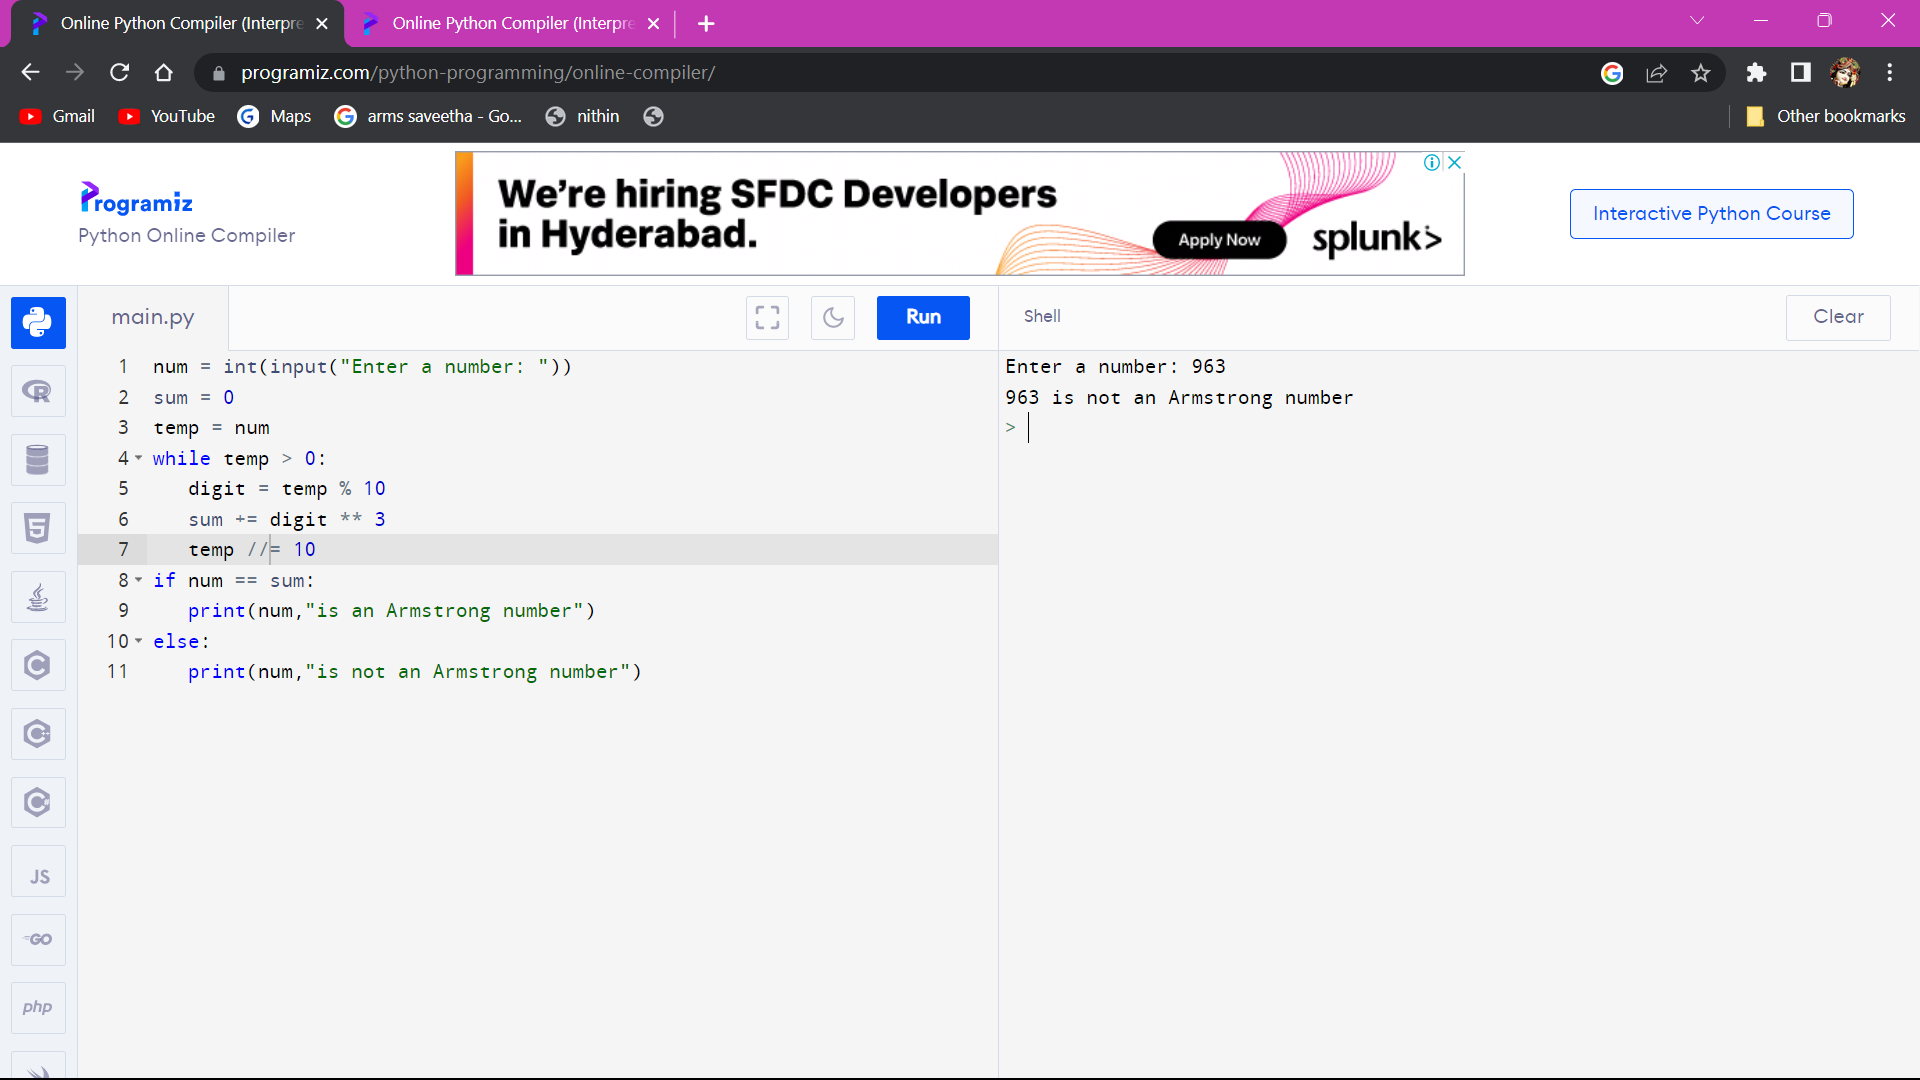 Online Python Compiler (Interpre
Online Python Compiler (Interpre
programiz.com/python-programming/online-compiler/
Gmail
YouTube
Maps
arms saveetha - Go...
nithin
Other bookmarks
Programiz
Python Online Compiler
We're hiring SFDC Developers
in Hyderabad.
Apply Now
splunk>
Interactive Python Course
main.py
Run
Shell
Clear
1 num = int(input("Enter a number: "))
2 sum = 0
3 temp = num
4 while temp > 0:
5    digit = temp % 10
6    sum += digit ** 3
7    temp //= 10
8 if num == sum:
9    print(num,"is an Armstrong number")
10 else:
11    print(num,"is not an Armstrong number")
Enter a number: 963
963 is not an Armstrong number
>
R
5
C
C+
C#
JS
GO
php